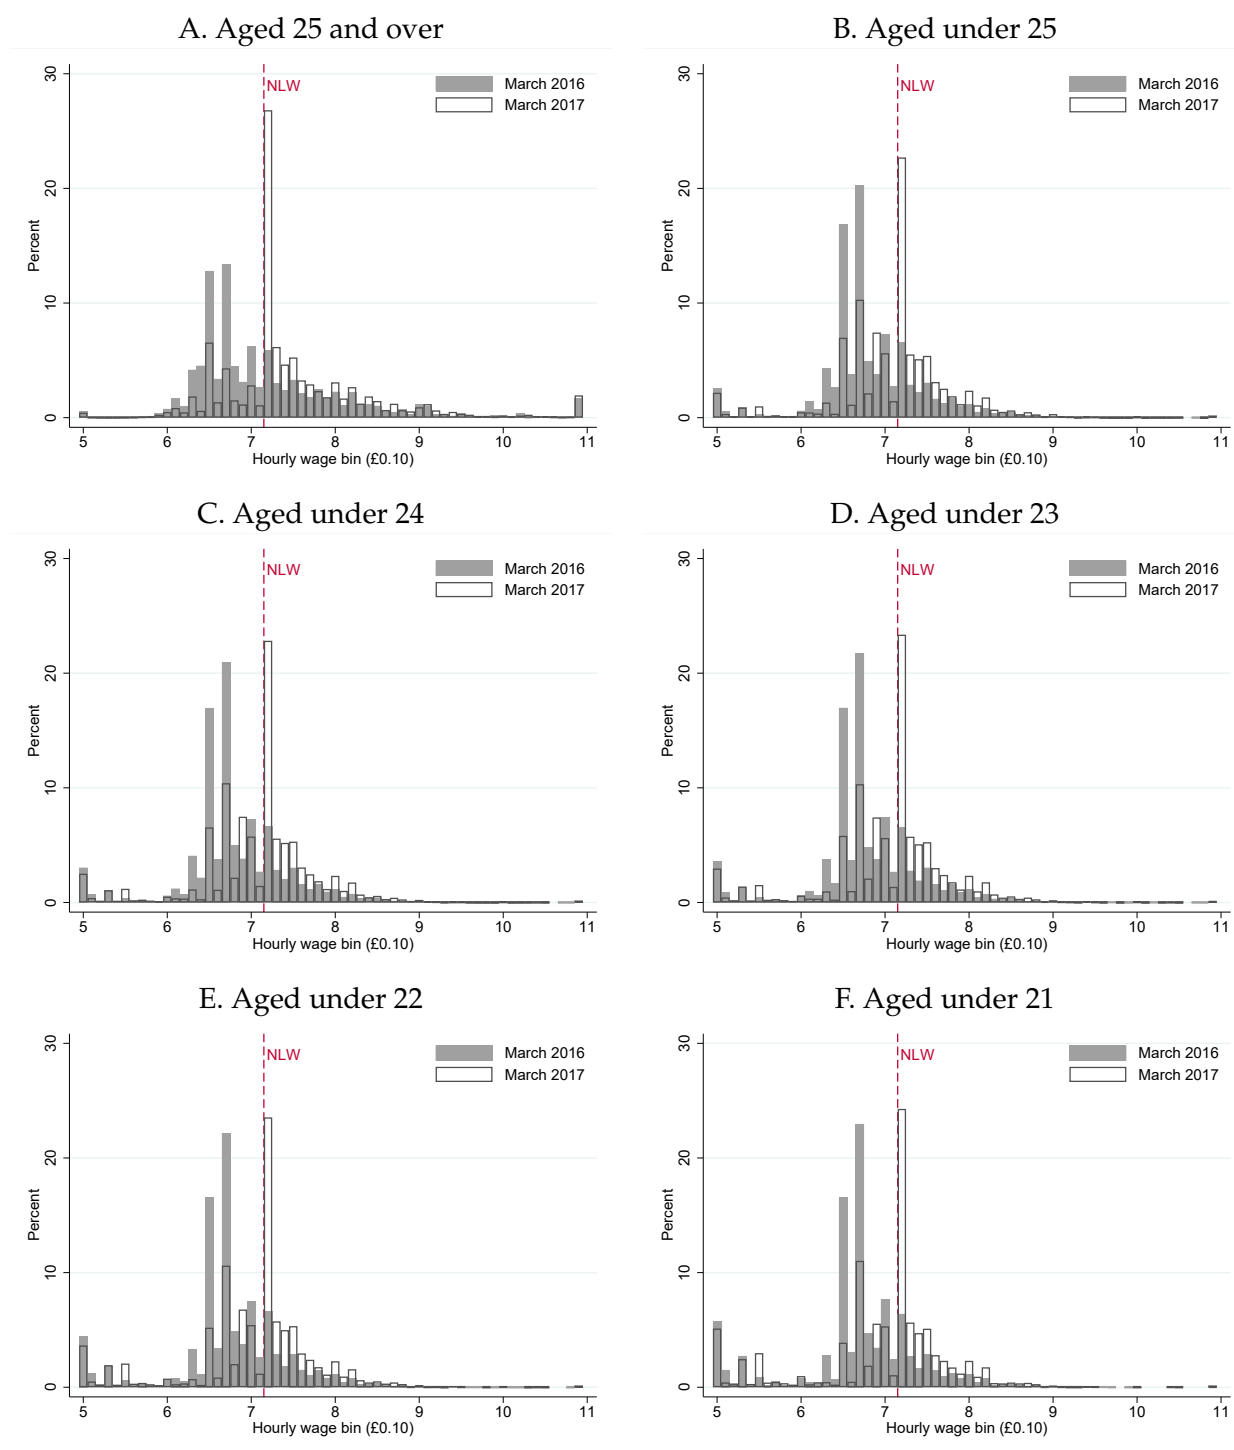 A. Aged 25 and over
30
20
10
0
Percent
NLW
March 2016
March 2017
5 6 7 8 9 10 11
Hourly wage bin (£0.10)
B. Aged under 25
30
20
10
0
Percent
NLW
March 2016
March 2017
5 6 7 8 9 10 11
Hourly wage bin (£0.10)
C. Aged under 24
30
20
10
0
Percent
NLW
March 2016
March 2017
5 6 7 8 9 10 11
Hourly wage bin (£0.10)
D. Aged under 23
30
20
10
0
Percent
NLW
March 2016
March 2017
5 6 7 8 9 10 11
Hourly wage bin (£0.10)
E. Aged under 22
30
20
10
0
Percent
NLW
March 2016
March 2017
5 6 7 8 9 10 11
Hourly wage bin (£0.10)
F. Aged under 21
30
20
10
0
Percent
NLW
March 2016
March 2017
5 6 7 8 9 10 11
Hourly wage bin (£0.10)